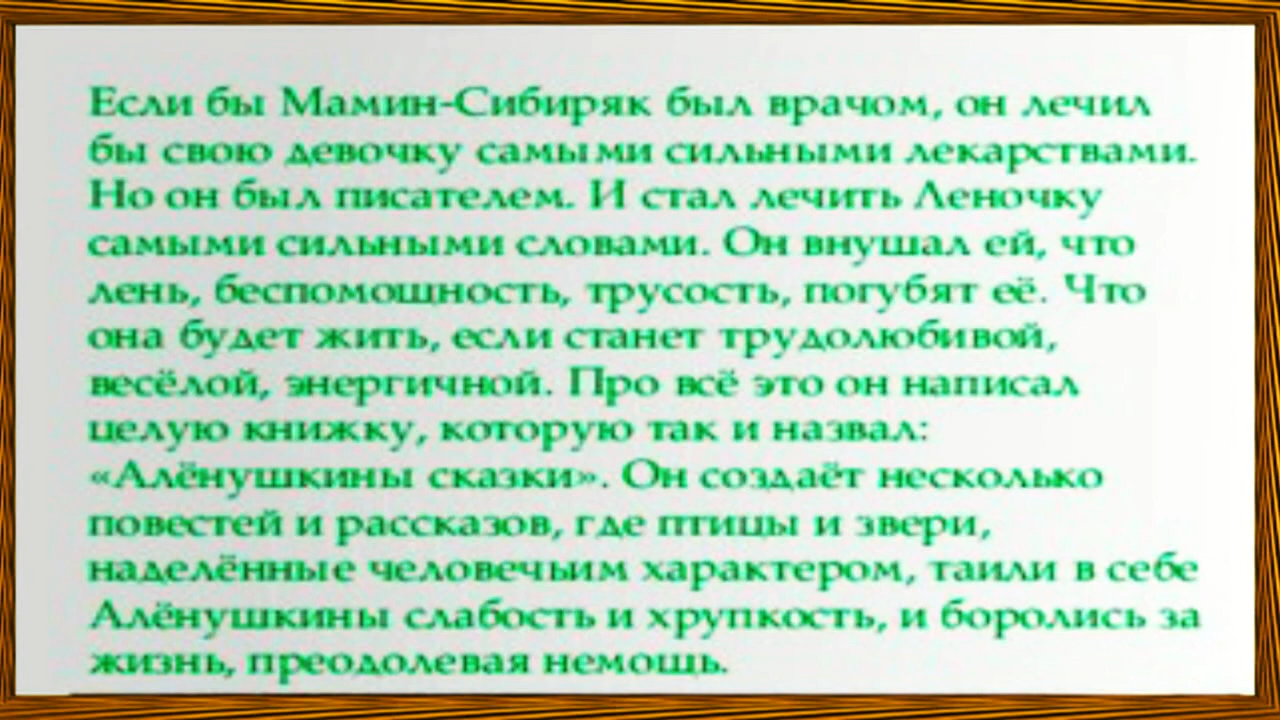 Если бы Мамин-Сибиряк был врачом, он лечил
бы свою девочку самыми сильными лекарствами.
Но он был писателем. И стал лечить Леночку
самыми сильными словами. Он внушал ей, что
лень, беспомощность, трусость, погубят её. Что
она будет жить, если станет трудолюбивой,
весёлой, энергичной. Про всё это он написал
целую книжку, которую так и назвал:
«Алёнушкины сказки». Он создаёт несколько
повестей и рассказов, где птицы и звери,
наделённые человечьим характером, таили в себе
Алёнушкины слабость и хрупкость, и боролись за
жизнь, преодолевая немощь.